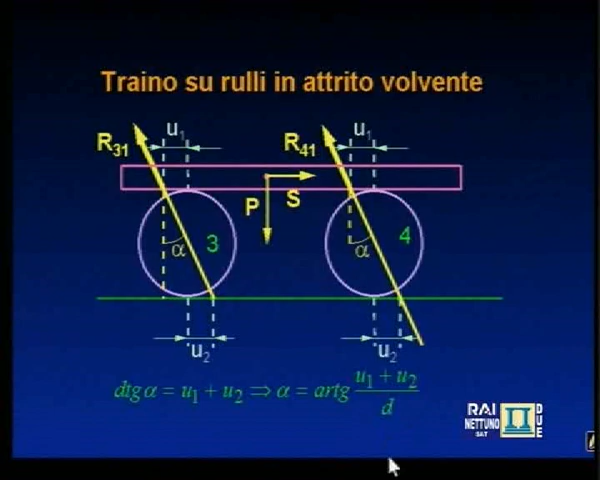 Traino su rulli in attrito volvente
u₁ u₁
R₃₁ R₄₁
P S
α 3 α 4
u₂ u₂
dtgα = u₁ + u₂ ⇒ α = artg (u₁ + u₂)/d
RAI
NETTUNO
SAT
DUE